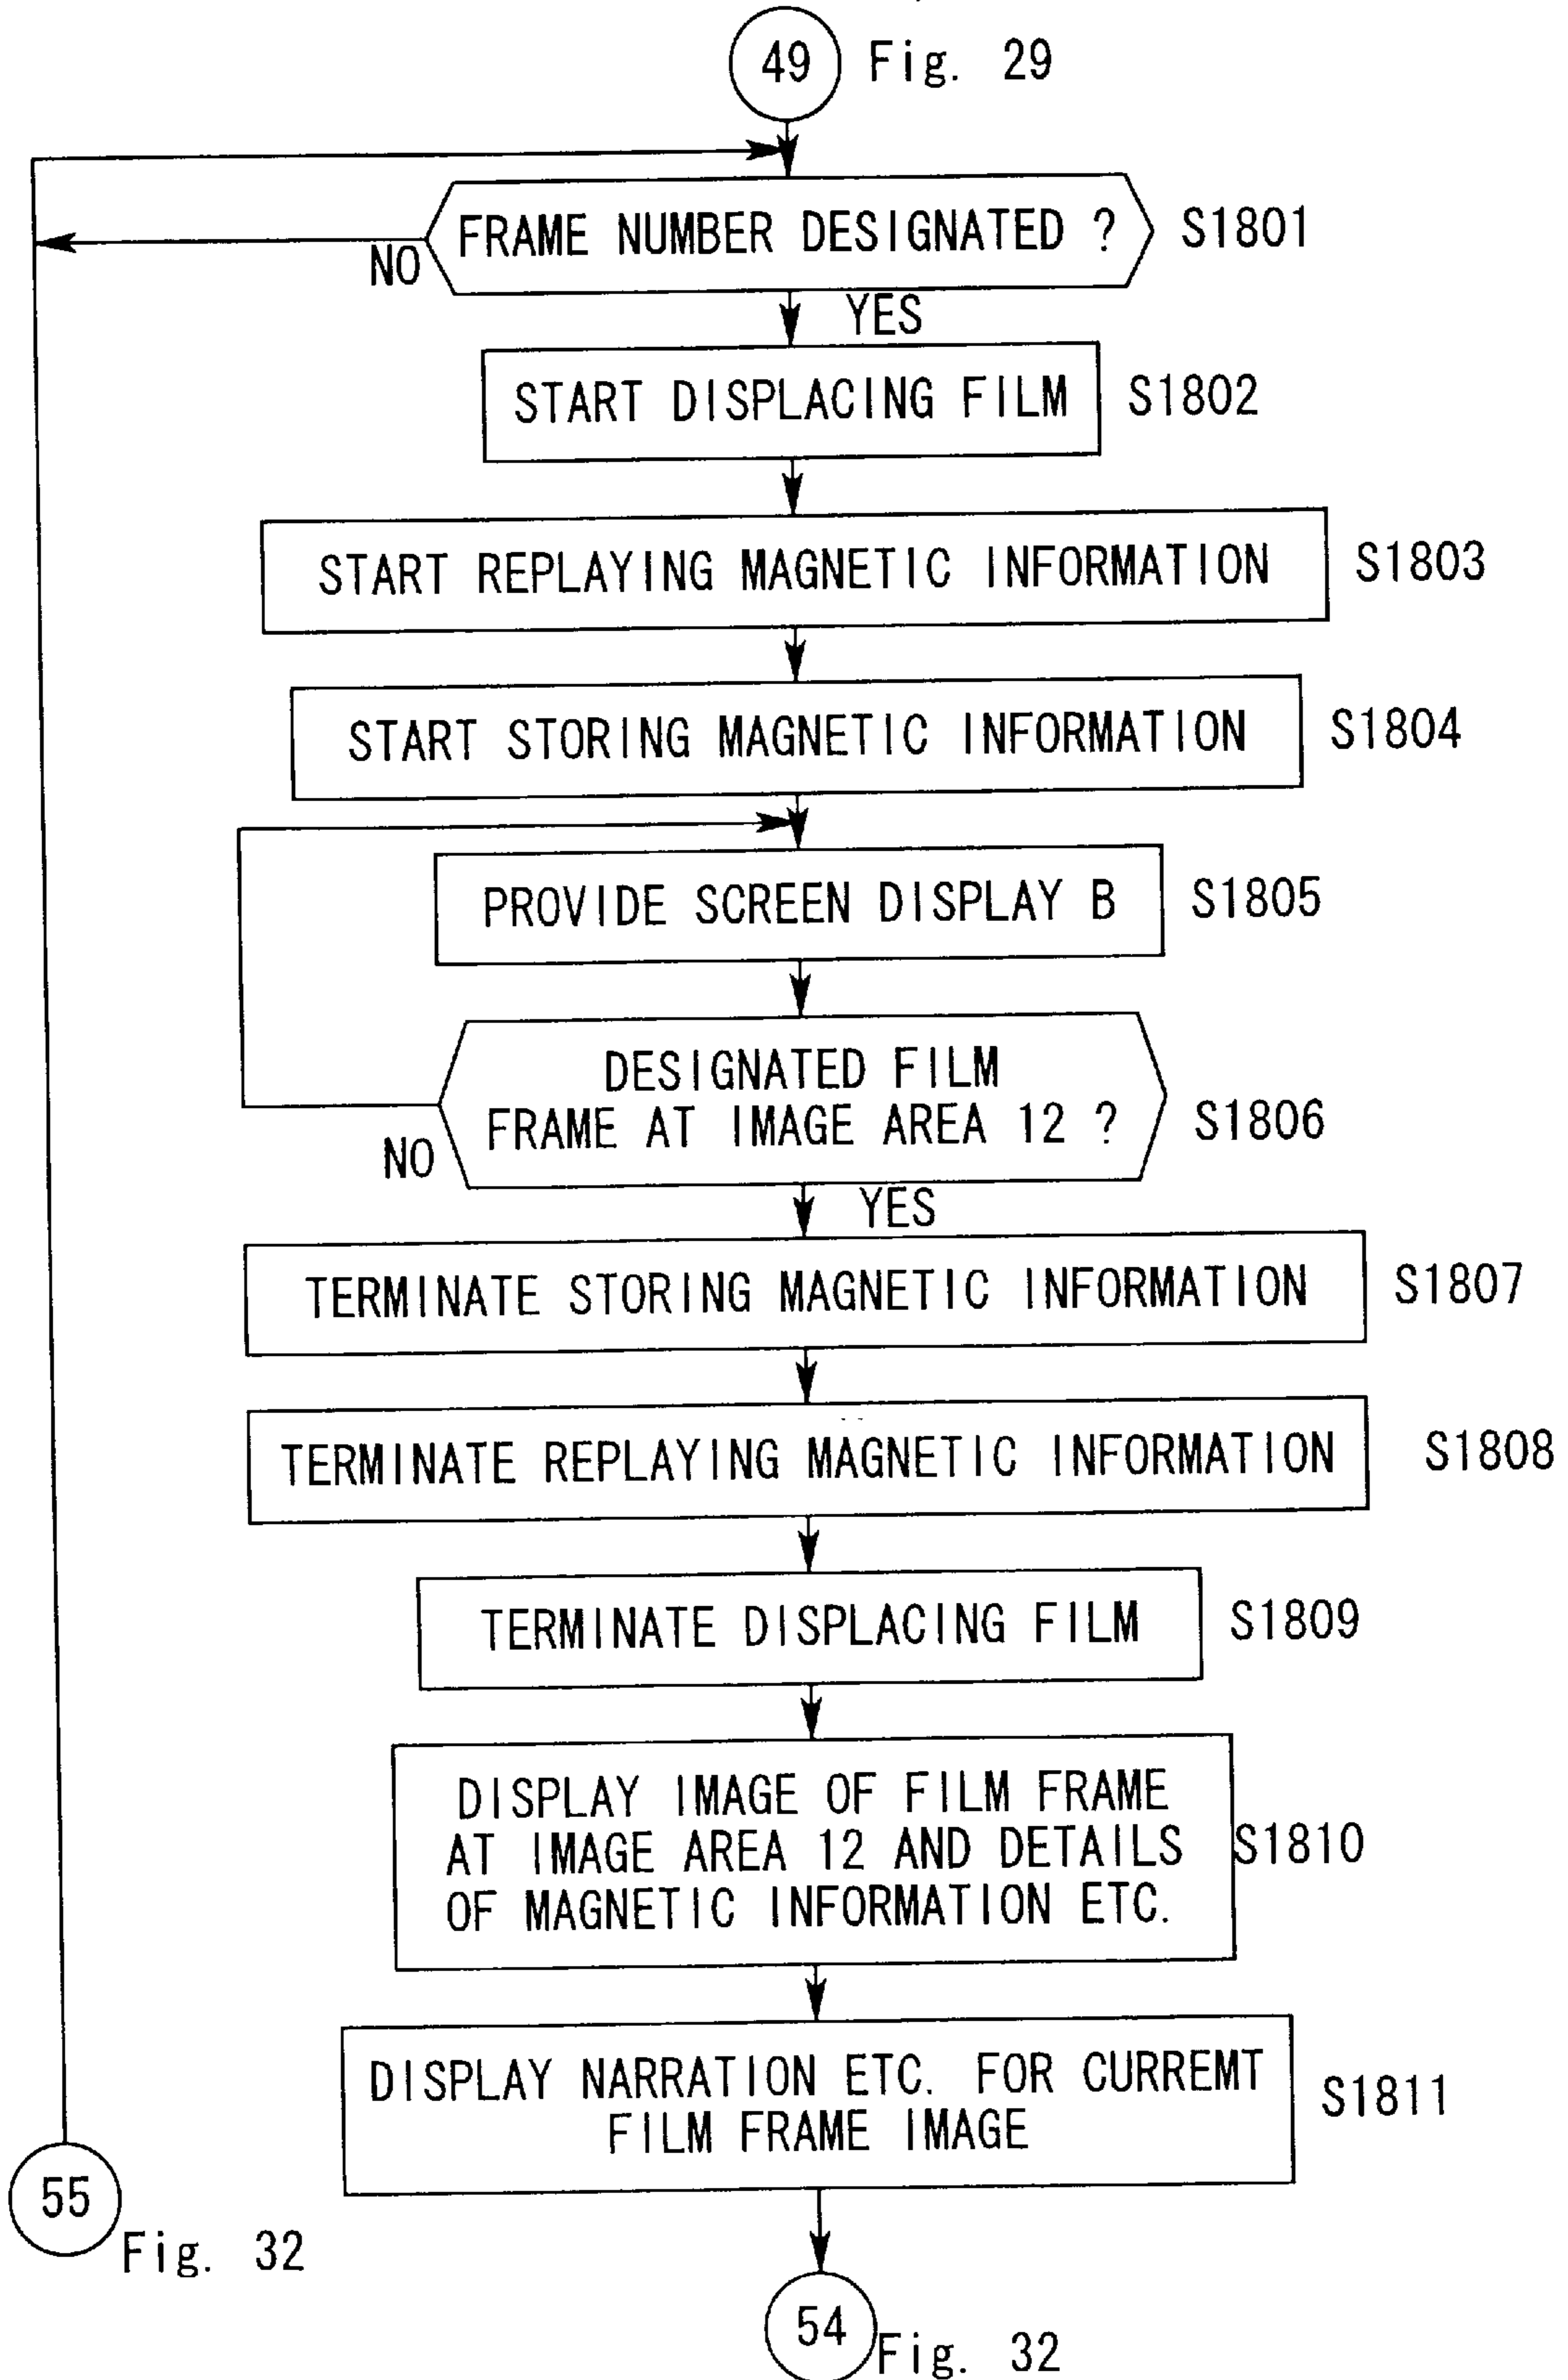 49 Fig. 29
FRAME NUMBER DESIGNATED ? S1801
NO
YES
START DISPLACING FILM S1802
START REPLAYING MAGNETIC INFORMATION S1803
START STORING MAGNETIC INFORMATION S1804
PROVIDE SCREEN DISPLAY B S1805
DESIGNATED FILM
FRAME AT IMAGE AREA 12 ? S1806
NO
YES
TERMINATE STORING MAGNETIC INFORMATION S1807
TERMINATE REPLAYING MAGNETIC INFORMATION S1808
TERMINATE DISPLACING FILM S1809
DISPLAY IMAGE OF FILM FRAME
AT IMAGE AREA 12 AND DETAILS S1810
OF MAGNETIC INFORMATION ETC.
DISPLAY NARRATION ETC. FOR CURREMT
FILM FRAME IMAGE S1811
55
Fig. 32
54 Fig. 32